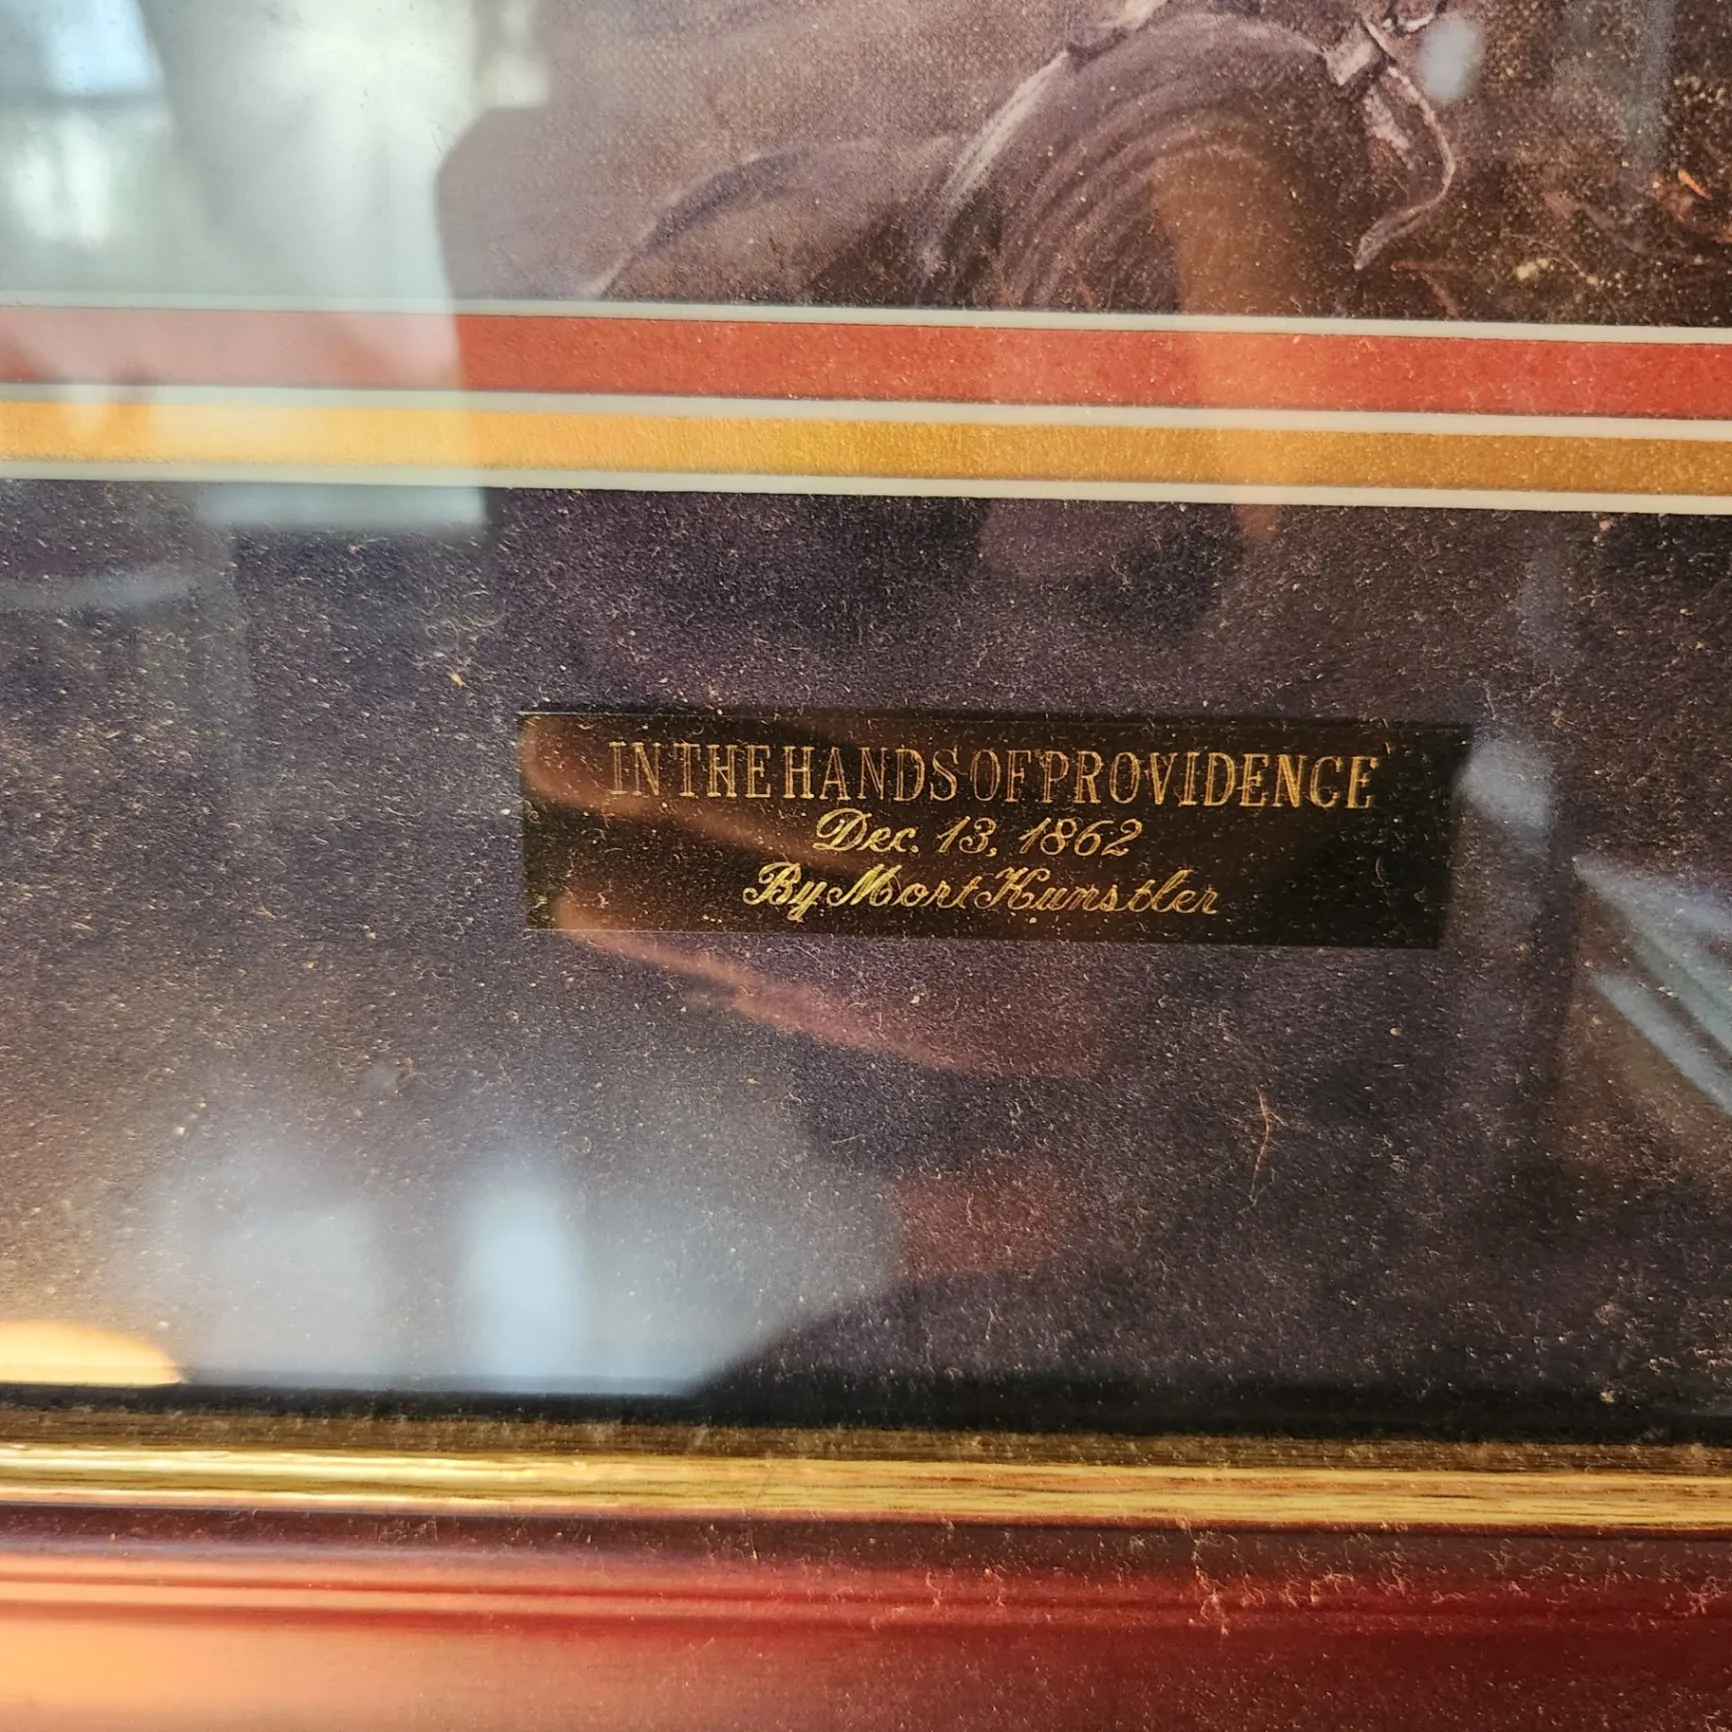 IN THE HANDS OF PROVIDENCE
Dec. 13, 1862
By Mort Kunstler